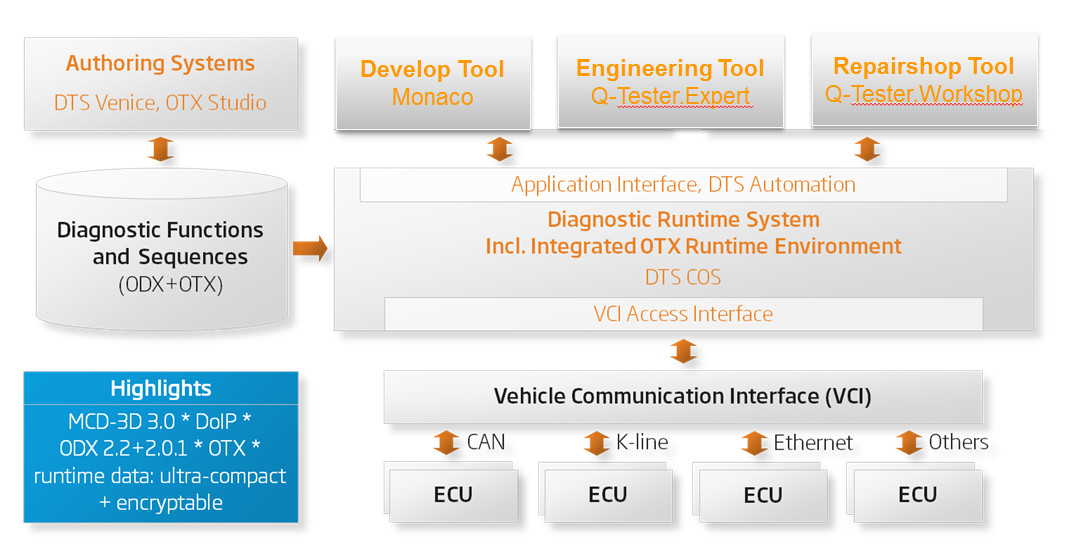 Authoring Systems
DTS Venice, OTX Studio
Develop Tool
Monaco
Engineering Tool
Q-Tester.Expert
Repairshop Tool
Q-Tester.Workshop
Diagnostic Functions
and Sequences
(ODX+OTX)
Application Interface, DTS Automation
Diagnostic Runtime System
Incl. Integrated OTX Runtime Environment
DTS COS
VCI Access Interface
Highlights
MCD-3D 3.0 * DoIP *
ODX 2.2+2.0.1 * OTX *
runtime data: ultra-compact
+ encryptable
Vehicle Communication Interface (VCI)
CAN
K-line
Ethernet
Others
ECU
ECU
ECU
ECU